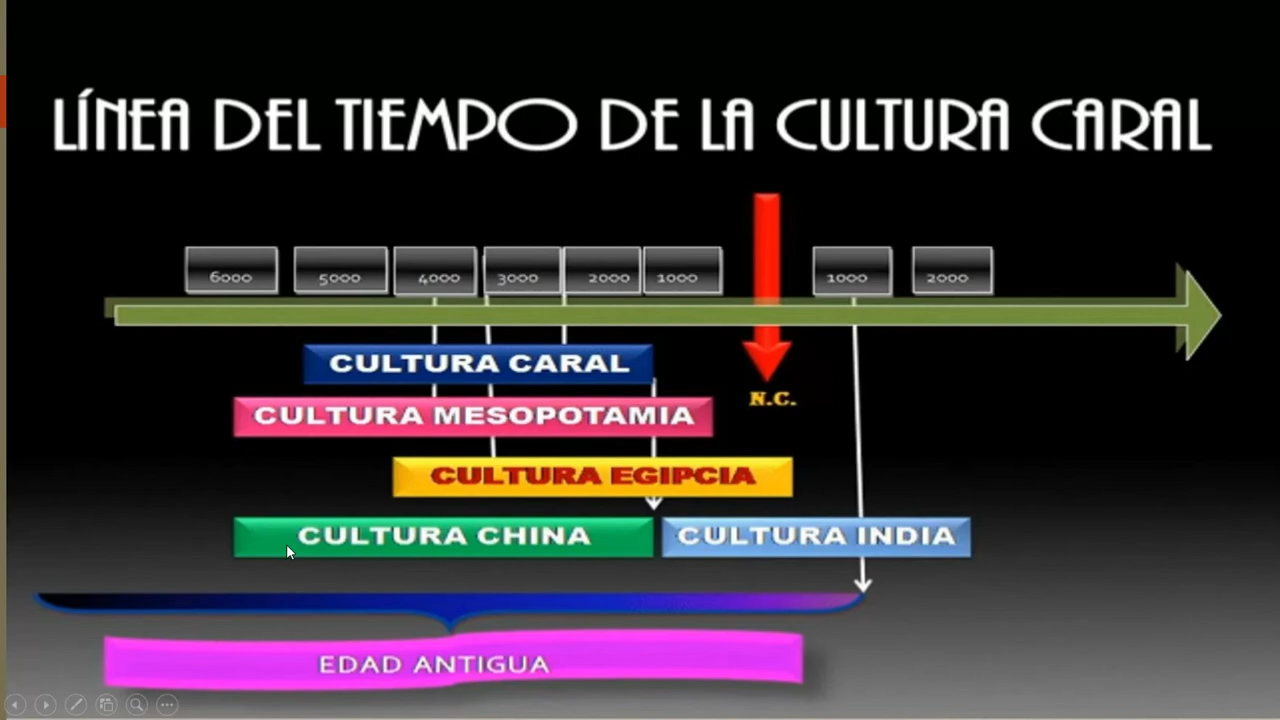 LÍNEA DEL TIEMPO DE LA CULTURA CARAL
6000 5000 4000 3000 2000 1000 1000 2000
CULTURA CARAL
N.C.
CULTURA MESOPOTAMIA
CULTURA EGIPCIA
CULTURA CHINA CULTURA INDIA
EDAD ANTIGUA